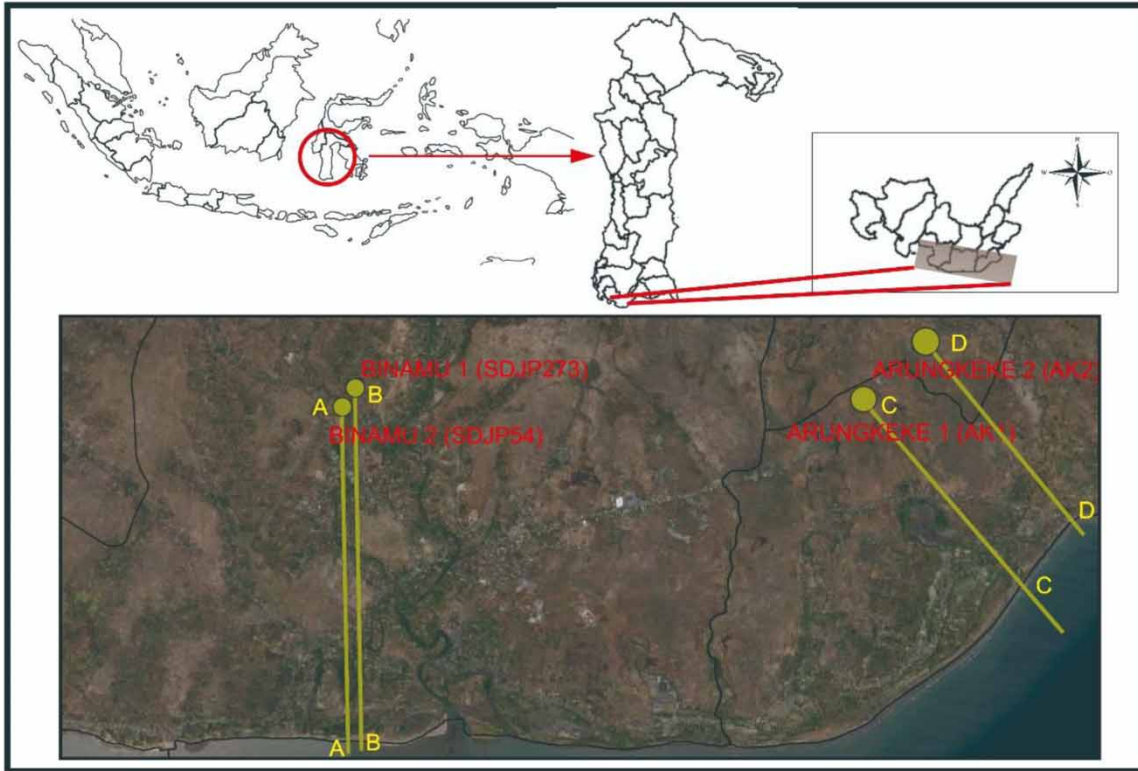 N
W
O
S
D
BINAMU 1 (SDJP273)
ARUNGKEKE 2 (AK2)
B
A
C
BINAMU 2 (SDJP54)
ARUNGKEKE 1 (AK1)
D
C
A
B